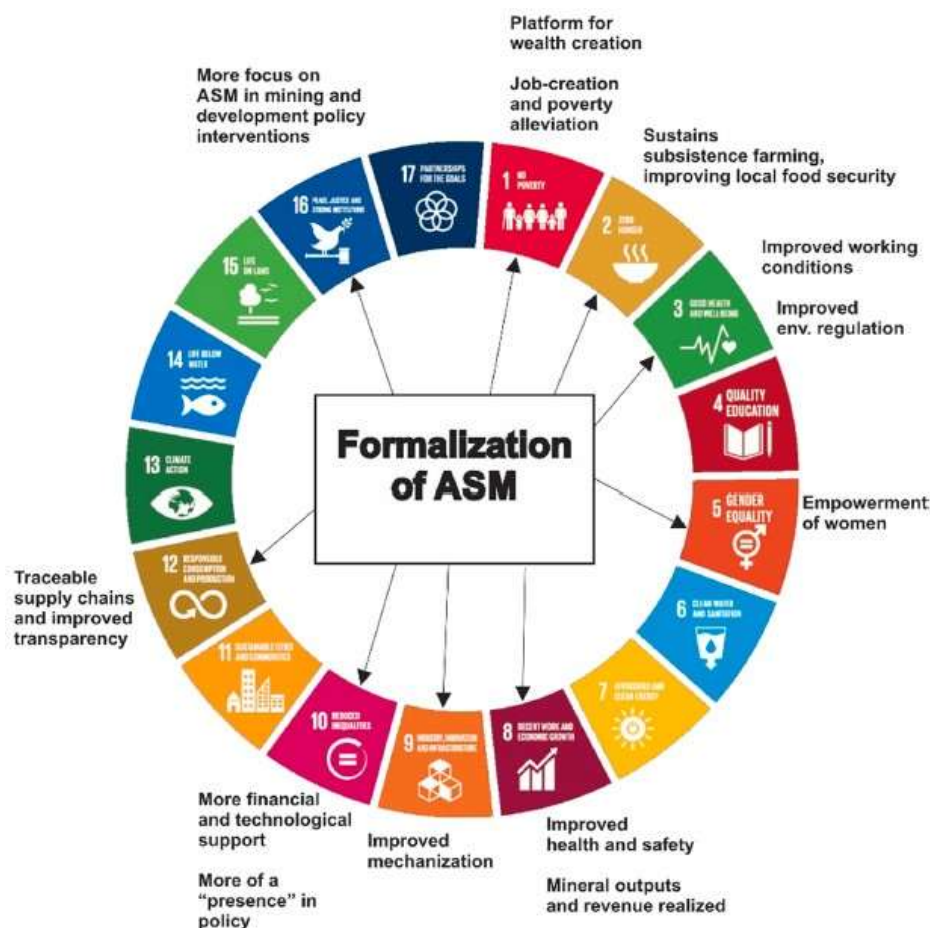 Platform for
wealth creation
Job-creation
and poverty
alleviation
More focus on
ASM in mining and
development policy
interventions
Sustains
subsistence farming,
improving local food security
Improved working
conditions
Improved
env. regulation
Empowerment
of women
Improved
health and safety
Mineral outputs
and revenue realized
Improved
mechanization
More financial
and technological
support
More of a
“presence” in
policy
Traceable
supply chains
and improved
transparency
Formalization
of ASM
1 NO
POVERTY
2 ZERO
HUNGER
3 GOOD HEALTH
AND WELL-BEING
4 QUALITY
EDUCATION
5 GENDER
EQUALITY
6 CLEAN WATER
AND SANITATION
7 AFFORDABLE AND
CLEAN ENERGY
8 DECENT WORK AND
ECONOMIC GROWTH
9 INDUSTRY, INNOVATION
AND INFRASTRUCTURE
10 REDUCED
INEQUALITIES
11 SUSTAINABLE CITIES
AND COMMUNITIES
12 RESPONSIBLE
CONSUMPTION
AND PRODUCTION
13 CLIMATE
ACTION
14 LIFE BELOW
WATER
15 LIFE
ON LAND
16 PEACE, JUSTICE AND
STRONG INSTITUTIONS
17 PARTNERSHIPS
FOR THE GOALS